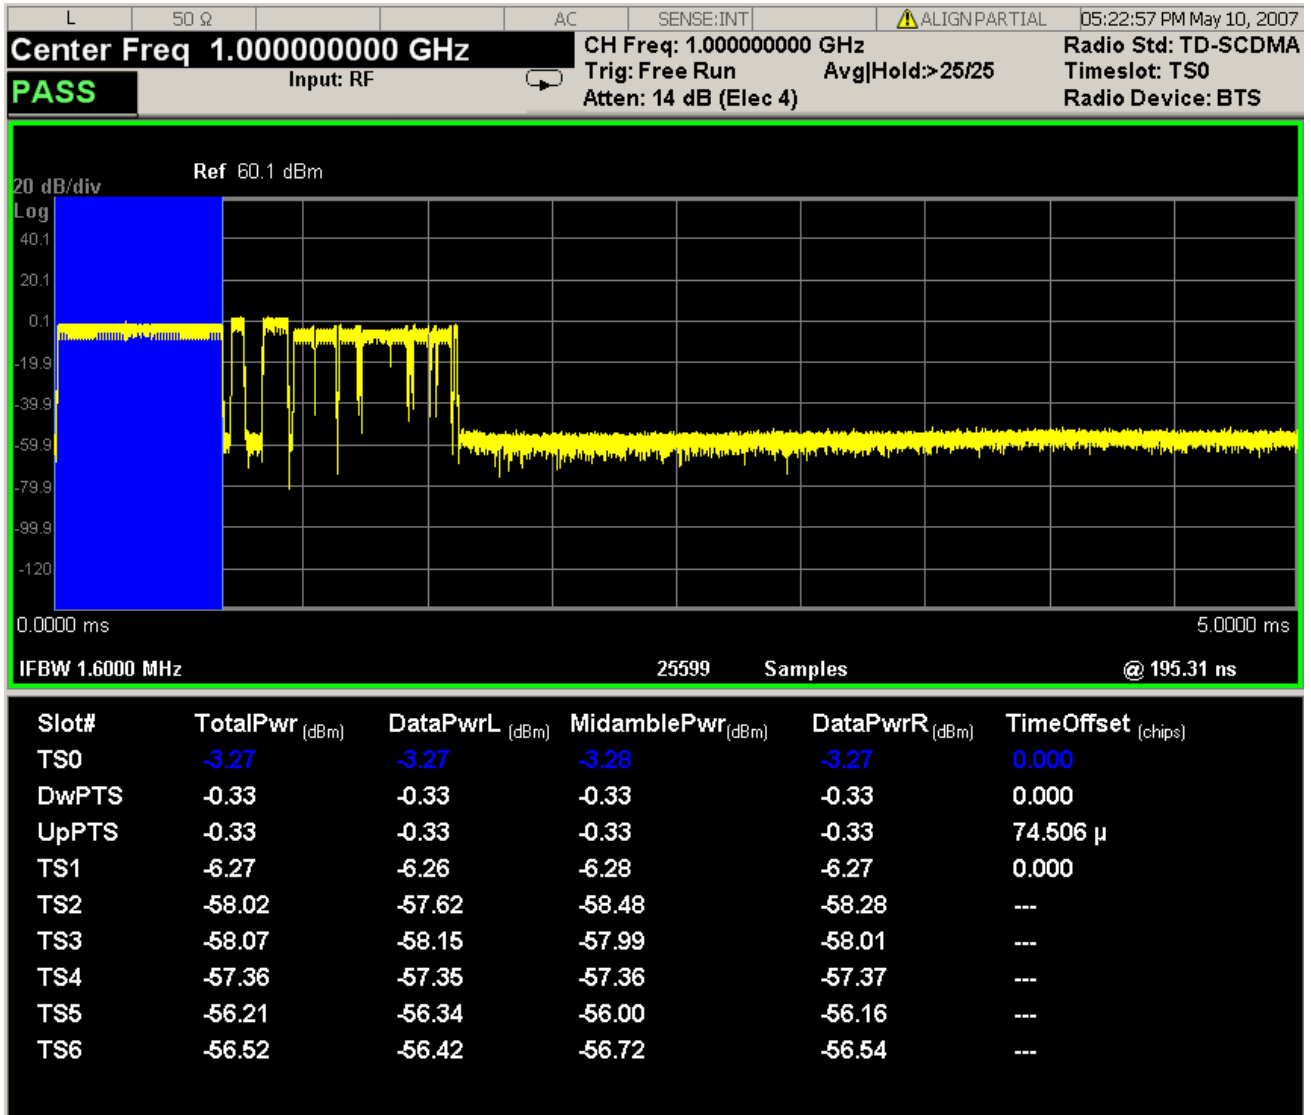 L 50 Ω AC SENSE:INT ALIGN PARTIAL 05:22:57 PM May 10, 2007
Center Freq 1.000000000 GHz CH Freq: 1.000000000 GHz Radio Std: TD-SCDMA
Input: RF Trig: Free Run Avg|Hold:>25/25 Timeslot: TS0
PASS Atten: 14 dB (Elec 4) Radio Device: BTS
Ref 60.1 dBm
20 dB/div
Log
40.1
20.1
0.1
-19.9
-39.9
-59.9
-79.9
-99.9
-120
0.0000 ms 5.0000 ms
IFBW 1.6000 MHz 25599 Samples @ 195.31 ns
Slot# TotalPwr (dBm) DataPwrL (dBm) MidamblePwr(dBm) DataPwrR (dBm) TimeOffset (chips)
TS0 -3.27 -3.27 -3.28 -3.27 0.000
DwPTS -0.33 -0.33 -0.33 -0.33 0.000
UpPTS -0.33 -0.33 -0.33 -0.33 74.506 µ
TS1 -6.27 -6.26 -6.28 -6.27 0.000
TS2 -58.02 -57.62 -58.48 -58.28 ---
TS3 -58.07 -58.15 -57.99 -58.01 ---
TS4 -57.36 -57.35 -57.36 -57.37 ---
TS5 -56.21 -56.34 -56.00 -56.16 ---
TS6 -56.52 -56.42 -56.72 -56.54 ---